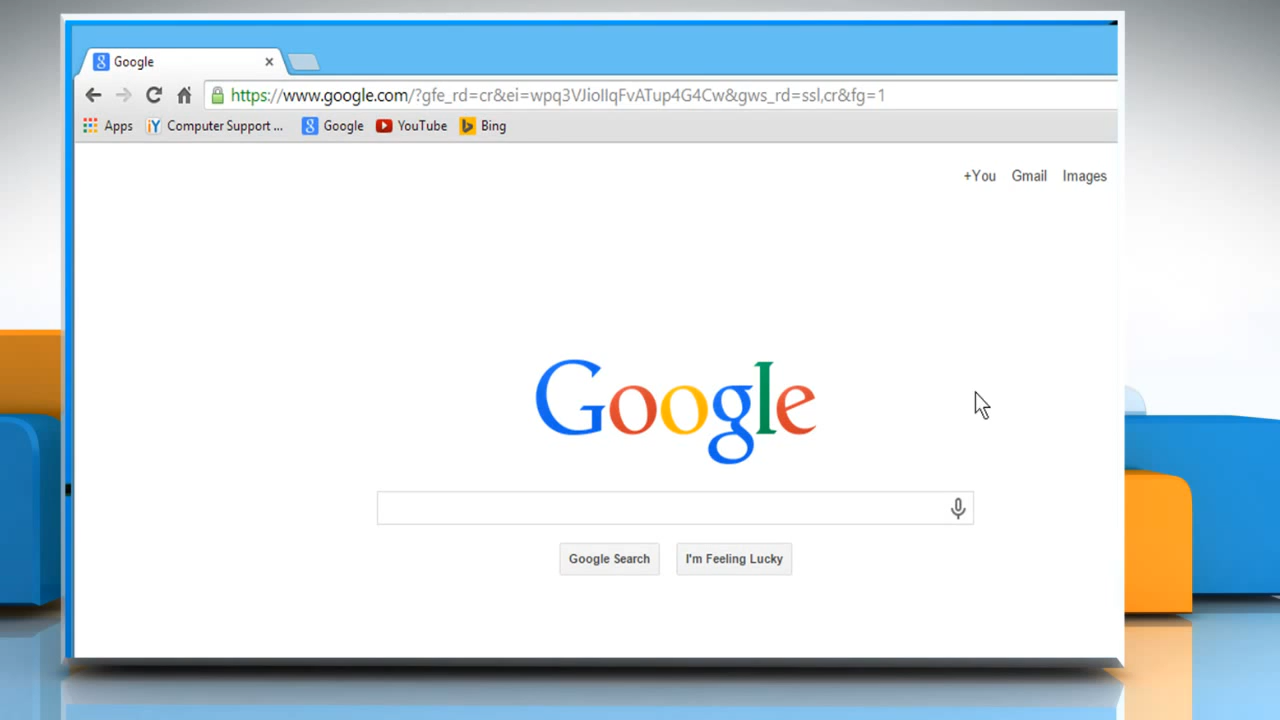 Google
https://www.google.com/?gfe_rd=cr&ei=wpq3VJioIIqFvATup4G4Cw&gws_rd=ssl,cr&fg=1
Apps Computer Support ... Google YouTube Bing
+You Gmail Images
Google
Google Search I'm Feeling Lucky